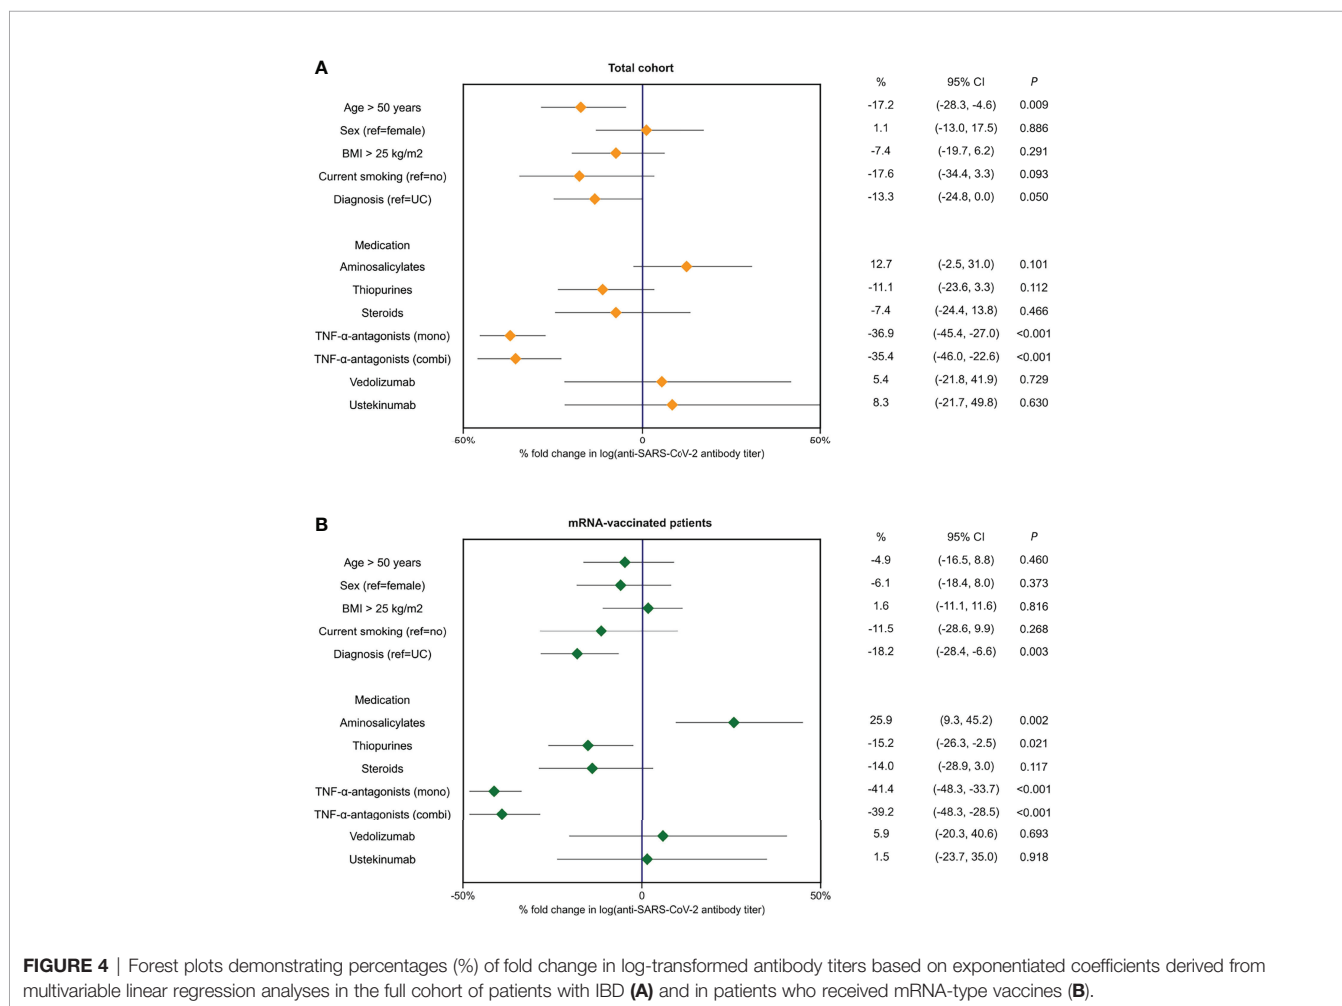 A
Total cohort
% 95% CI P
Age > 50 years -17.2 (-28.3, -4.6) 0.009
Sex (ref=female) 1.1 (-13.0, 17.5) 0.886
BMI > 25 kg/m2 -7.4 (-19.7, 6.2) 0.291
Current smoking (ref=no) -17.6 (-34.4, 3.3) 0.093
Diagnosis (ref=UC) -13.3 (-24.8, 0.0) 0.050
Medication
Aminosalicylates 12.7 (-2.5, 31.0) 0.101
Thiopurines -11.1 (-23.6, 3.3) 0.112
Steroids -7.4 (-24.4, 13.8) 0.466
TNF-α-antagonists (mono) -36.9 (-45.4, -27.0) <0.001
TNF-α-antagonists (combi) -35.4 (-46.0, -22.6) <0.001
Vedolizumab 5.4 (-21.8, 41.9) 0.729
Ustekinumab 8.3 (-21.7, 49.8) 0.630
-60% 0 60%
% fold change in log(anti-SARS-CoV-2 antibody titer)
B
mRNA-vaccinated patients
% 95% CI P
Age > 50 years -4.9 (-16.5, 8.8) 0.460
Sex (ref=female) -6.1 (-18.4, 8.0) 0.373
BMI > 25 kg/m2 1.6 (-11.1, 11.6) 0.816
Current smoking (ref=no) -11.5 (-28.6, 9.9) 0.268
Diagnosis (ref=UC) -18.2 (-28.4, -6.6) 0.003
Medication
Aminosalicylates 25.9 (9.3, 45.2) 0.002
Thiopurines -15.2 (-26.3, -2.5) 0.021
Steroids -14.0 (-28.9, 3.0) 0.117
TNF-α-antagonists (mono) -41.4 (-48.3, -33.7) <0.001
TNF-α-antagonists (combi) -39.2 (-48.3, -28.5) <0.001
Vedolizumab 5.9 (-20.3, 40.6) 0.693
Ustekinumab 1.5 (-23.7, 35.0) 0.918
-50% 0 50%
% fold change in log(anti-SARS-CoV-2 antibody titer)
FIGURE 4 | Forest plots demonstrating percentages (%) of fold change in log-transformed antibody titers based on exponentiated coefficients derived from
multivariable linear regression analyses in the full cohort of patients with IBD (A) and in patients who received mRNA-type vaccines (B).